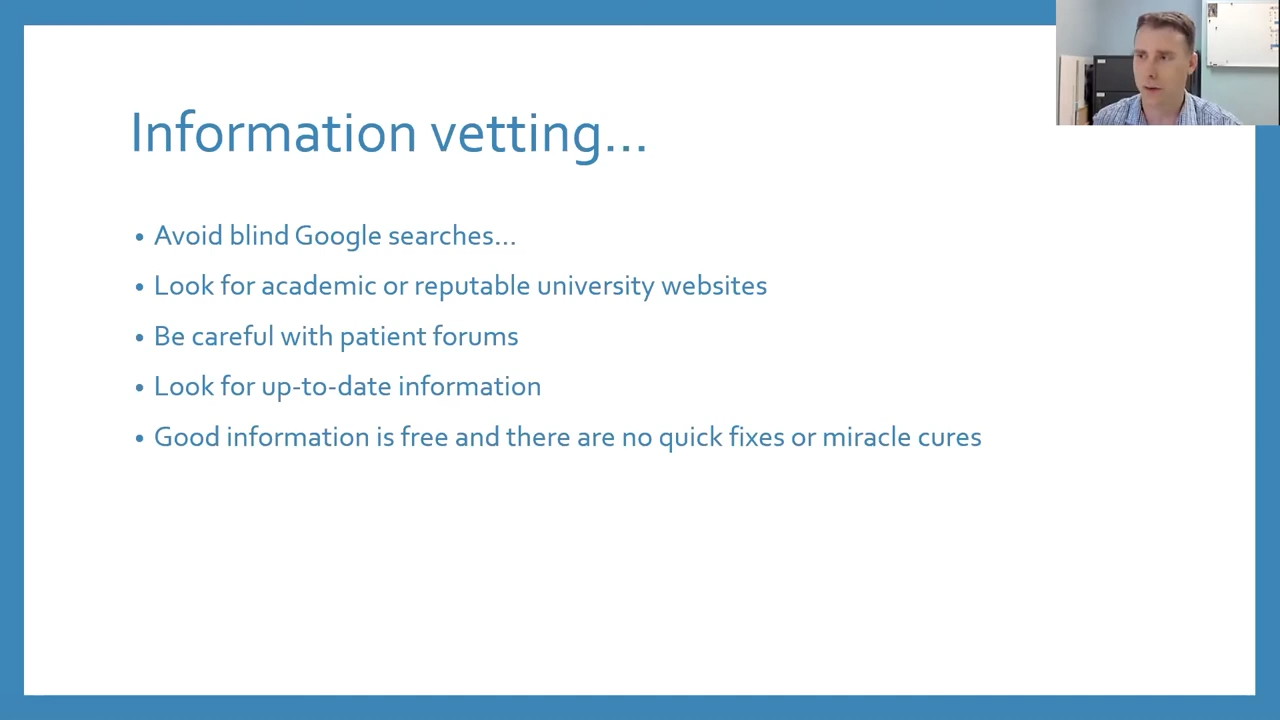 Information vetting...
• Avoid blind Google searches...
• Look for academic or reputable university websites
• Be careful with patient forums
• Look for up-to-date information
• Good information is free and there are no quick fixes or miracle cures